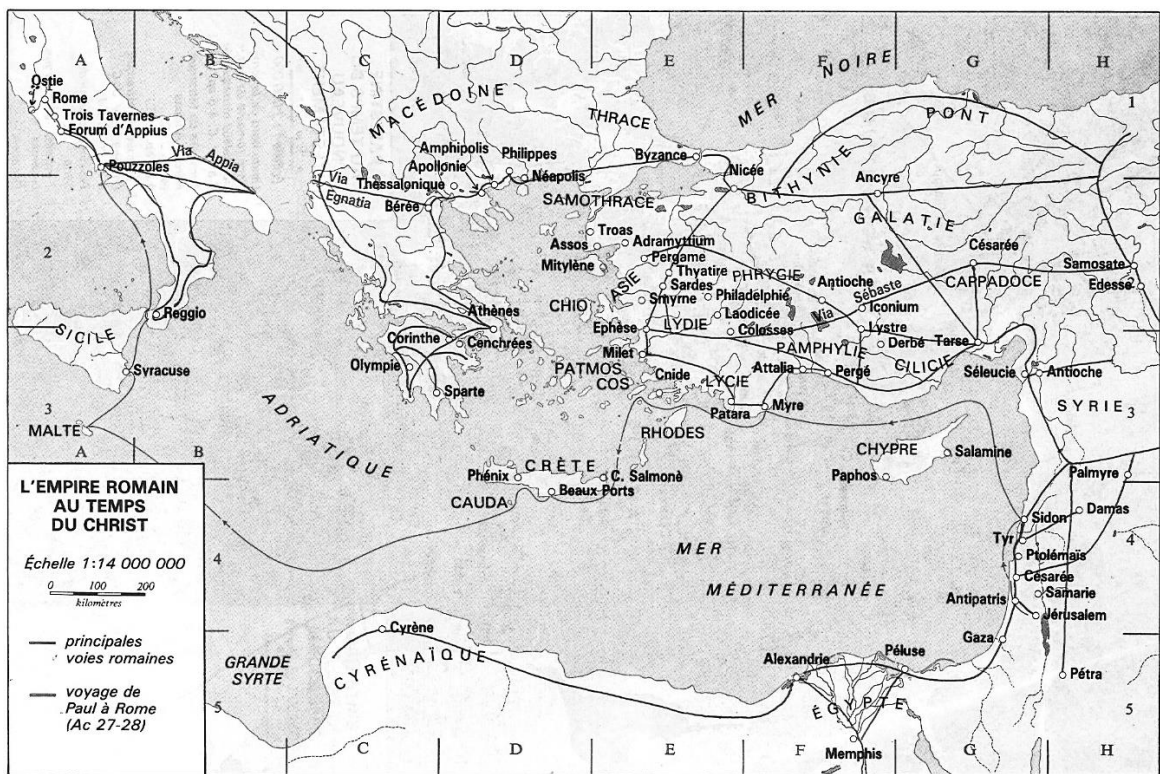 A
B
C
D
E
F
G
H
NOIRE
MER
1
Ostie
Rome
Trois Tavernes
Forum d'Appius
Via Appia
Pouzzoles
MACÉDOINE
THRACE
PONT
Amphipolis
Apollonie
Philippes
Byzance
Nicée
BITHYNIE
Ancyre
Via
Egnatia
Thessalonique
Néapolis
Bérée
SAMOTHRACE
GALATIE
2
Troas
Assos
Adramyttium
Mitylène
Pergame
Thyatire
PHRYGIE
Césarée
Samosate
2
ASIE
Sardes
Antioche
CAPPADOCE
Edesse
CHIO
Smyrne
Philadelphie
Via Sébaste
Iconium
Laodicée
Reggio
Athènes
Ephèse
LYDIE
Colosses
Lystre
SICILE
Corinthe
Cenchrées
Milet
PAMPHYLIE
Derbé
Tarse
Syracuse
Olympie
PATMOS
COS
Cnide
LYCIE
Attalia
Pergé
CILICIE
Séleucie
Antioche
Sparte
3
Patara
Myre
SYRIE
3
MALTE
ADRIATIQUE
RHODES
CHYPRE
Salamine
A
B
CRÈTE
Phénix
C. Salmonè
Paphos
Palmyre
CAUDA
Beaux Ports
Damas
Sidon
Tyr
4
4
MER
MÉDITERRANÉE
Ptolémaïs
Césarée
Samarie
Antipatris
Jérusalem
Cyrène
Gaza
GRANDE
SYRTE
CYRÉNAÏQUE
Alexandrie
Péluse
Pétra
5
ÉGYPTE
5
Memphis
C
D
E
F
G
H
L'EMPIRE ROMAIN
AU TEMPS
DU CHRIST
Échelle 1:14 000 000
0 100 200
kilomètres
principales
voies romaines
voyage de
Paul à Rome
(Ac 27-28)